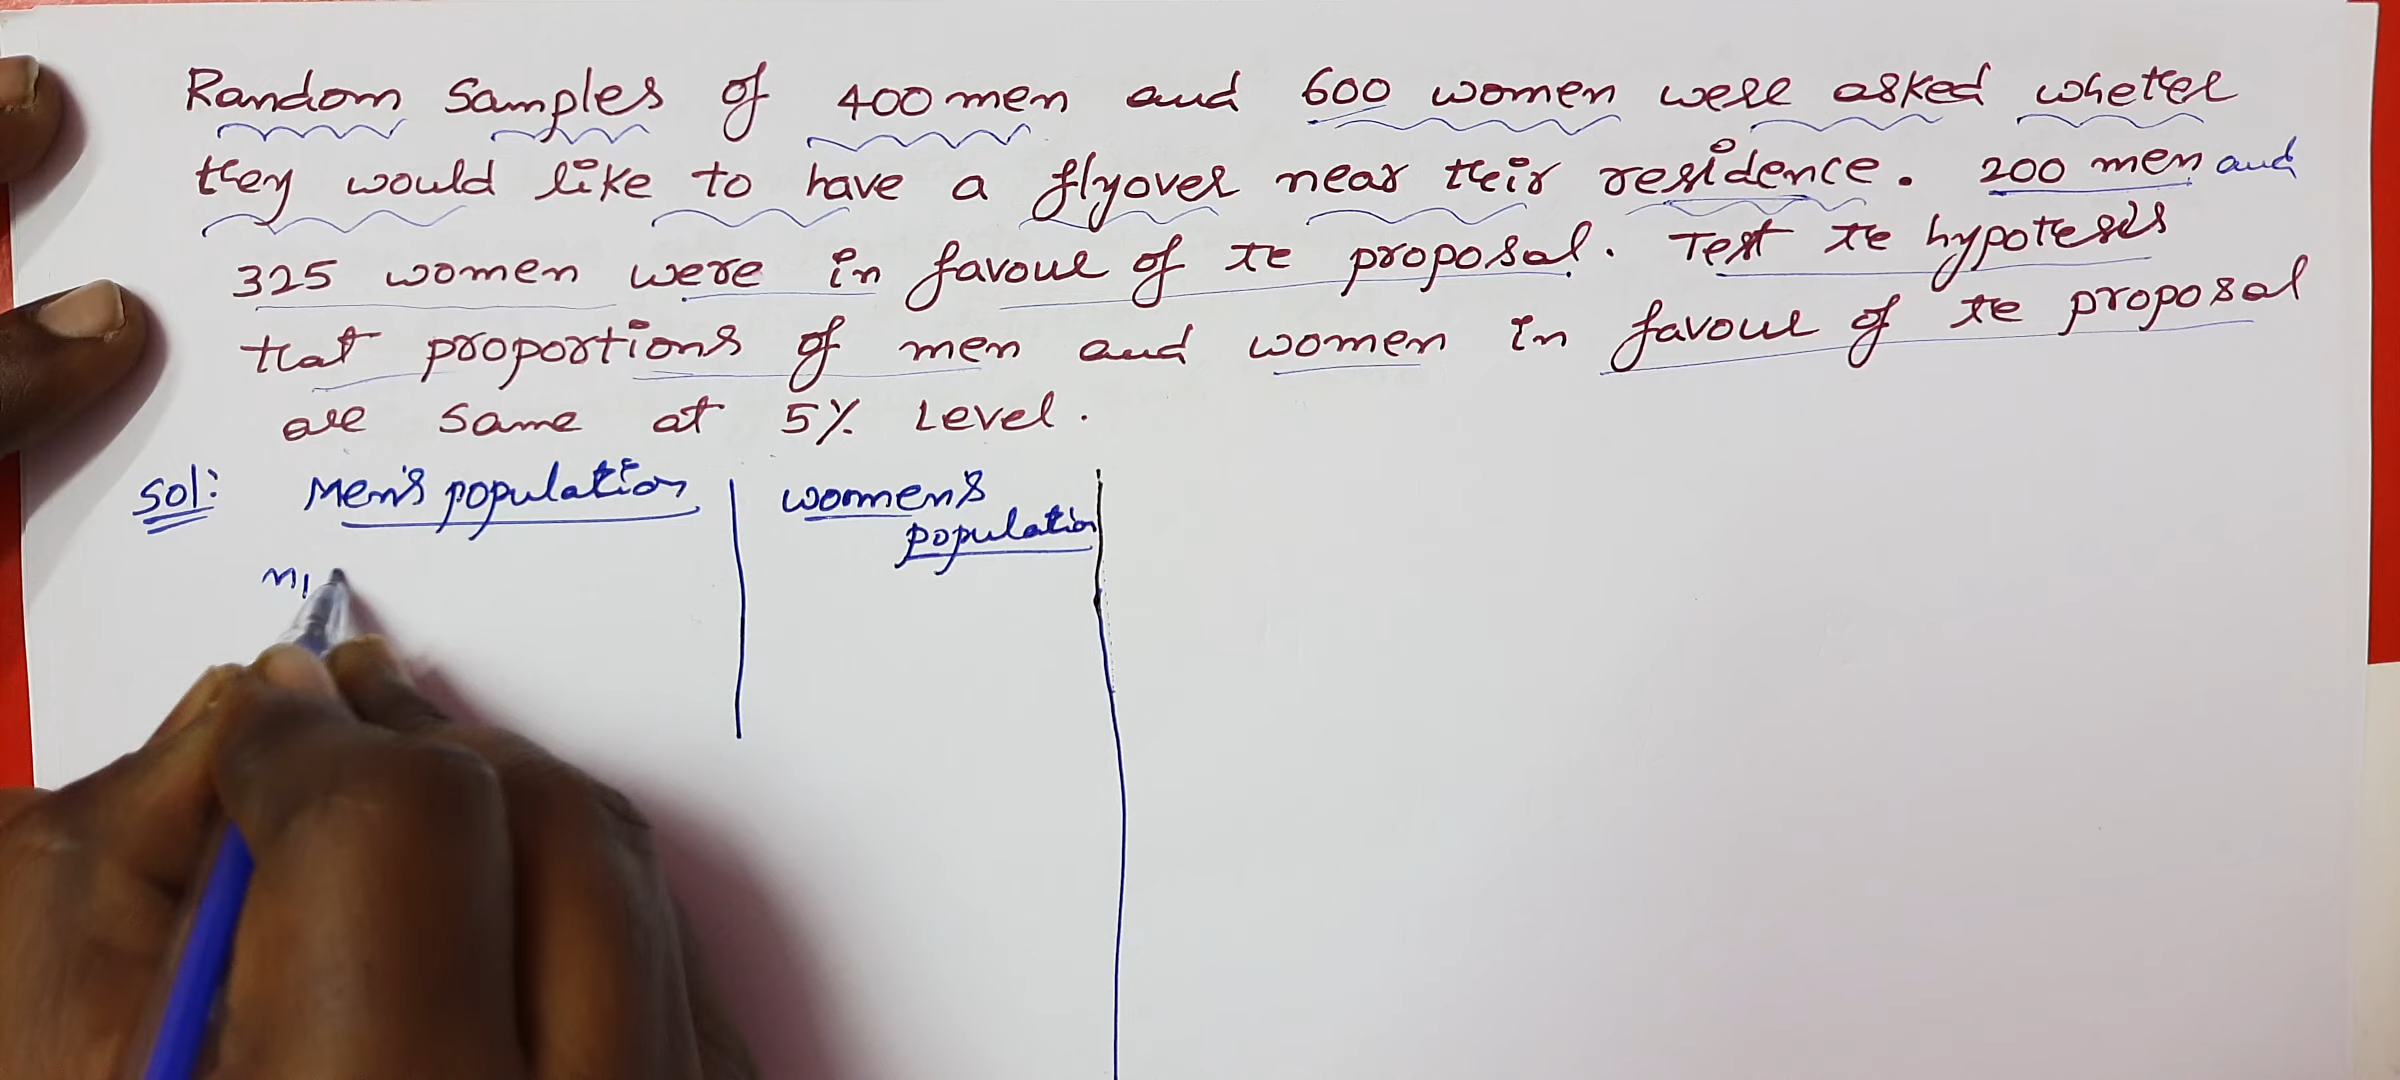 Random Samples of 400 men and 600 women were asked whether
they would like to have a flyover near their residence. 200 men and
325 women were in favour of the proposal. Test the hypothesis
that proportions of men and women in favour of the proposal
are same at 5% Level.
Sol: Men's population
women's
population
n1